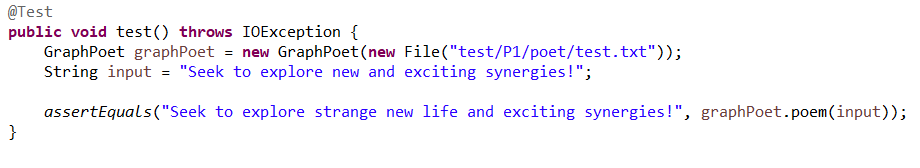 @Test
public void test() throws IOException {
    GraphPoet graphPoet = new GraphPoet(new File("test/P1/poet/test.txt"));
    String input = "Seek to explore new and exciting synergies!";

    assertEquals("Seek to explore strange new life and exciting synergies!", graphPoet.poem(input));
}